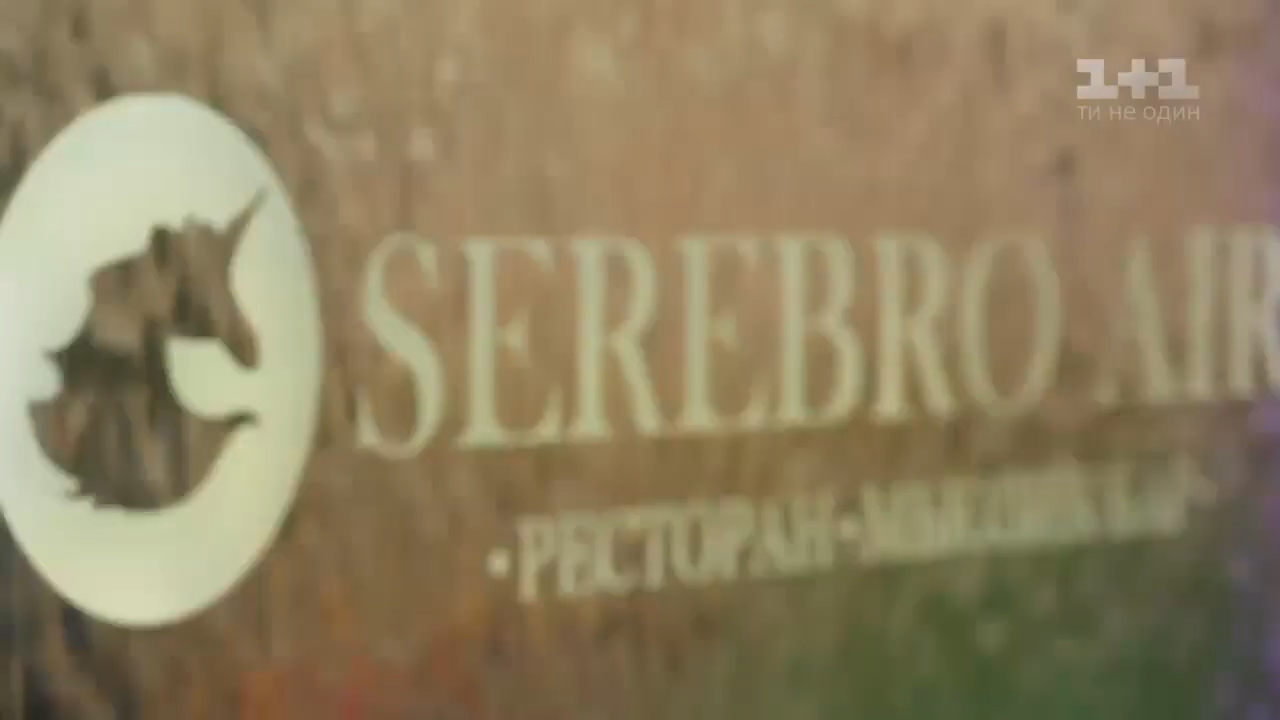 1+1
ти не один
SEREBRO AIR
•РЕСТОРАН•